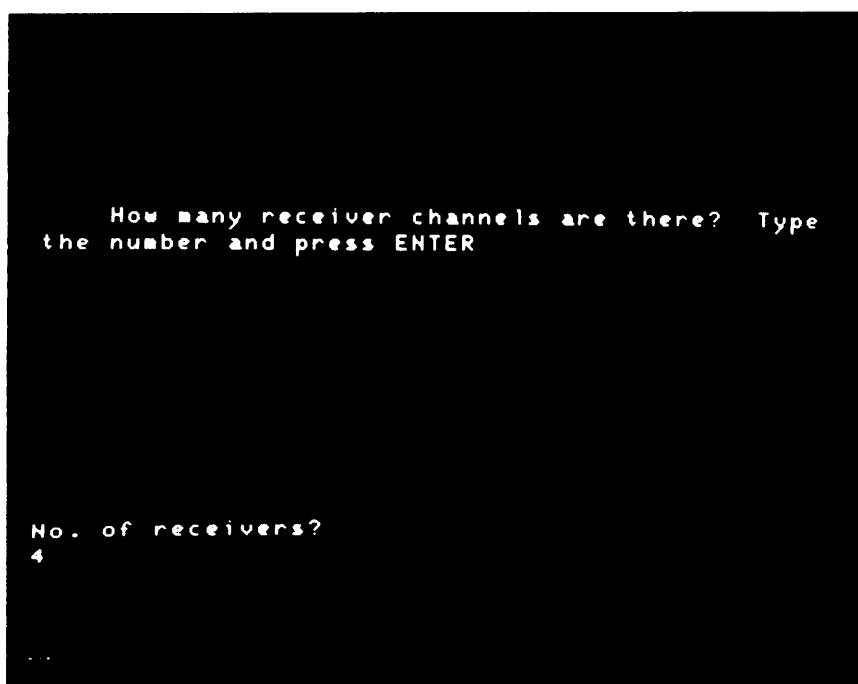 How many receiver channels are there? Type
the number and press ENTER
No. of receivers?
4